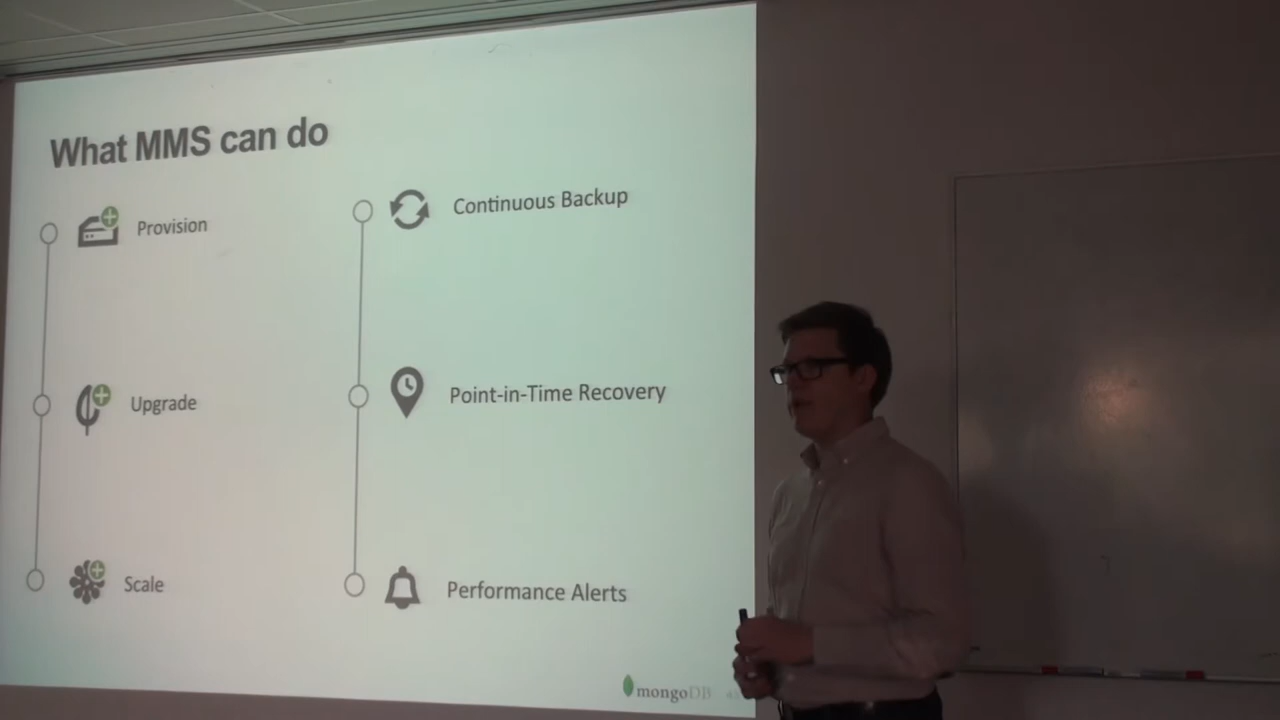 What MMS can do
Provision
Upgrade
Scale
Continuous Backup
Point-in-Time Recovery
Performance Alerts
mongoDB